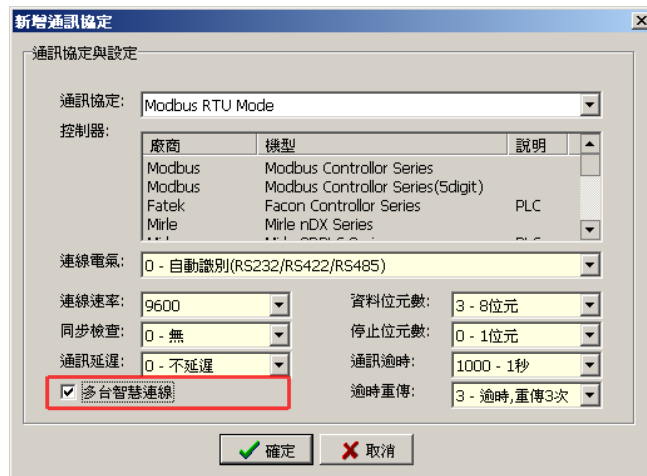 新增通訊協定
通訊協定與設定
通訊協定: Modbus RTU Mode
控制器:
廠商 機型 說明
Modbus Modbus Controllor Series
Modbus Modbus Controllor Series(5digit)
Fatek Facon Controllor Series PLC
Mirle Mirle nDX Series
連線電氣: 0 - 自動識別(RS232/RS422/RS485)
連線速率: 9600 資料位元數: 3 - 8位元
同步檢查: 0 - 無 停止位元數: 0 - 1位元
通訊延遲: 0 - 不延遲 通訊逾時: 1000 - 1秒
多台智慧連線 逾時重傳: 3 - 逾時,重傳3次
確定 取消